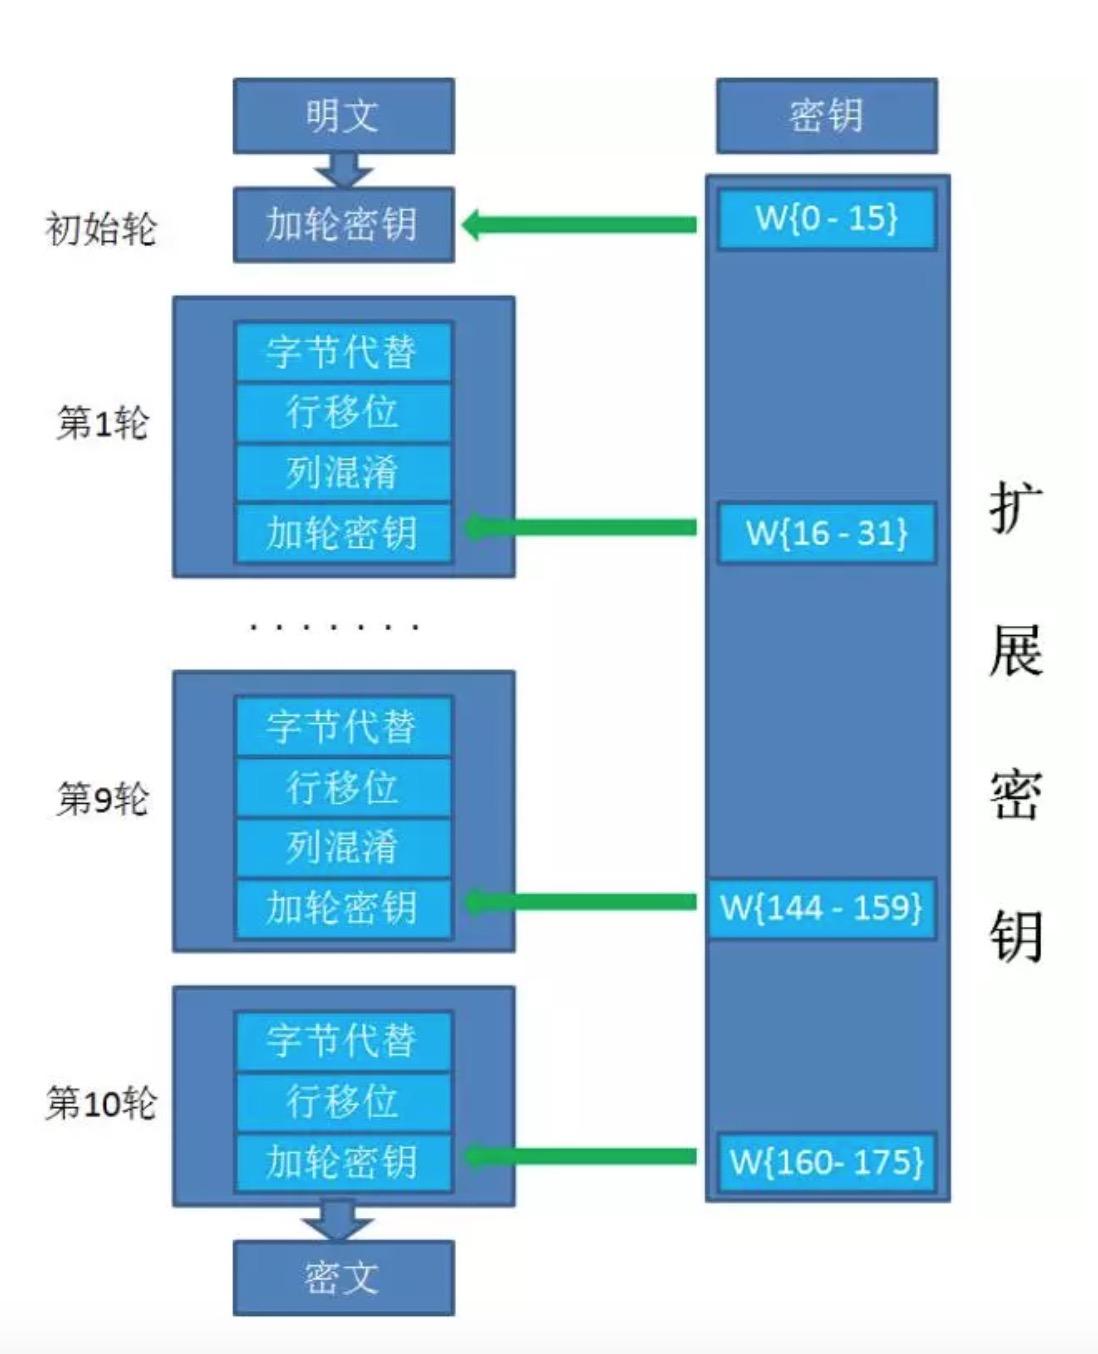 明文
密钥
初始轮
加轮密钥
W{0 - 15}
第1轮
字节代替
行移位
列混淆
加轮密钥
W{16 - 31}
.......
第9轮
字节代替
行移位
列混淆
加轮密钥
W{144 - 159}
第10轮
字节代替
行移位
加轮密钥
W{160- 175}
密文
扩
展
密
钥